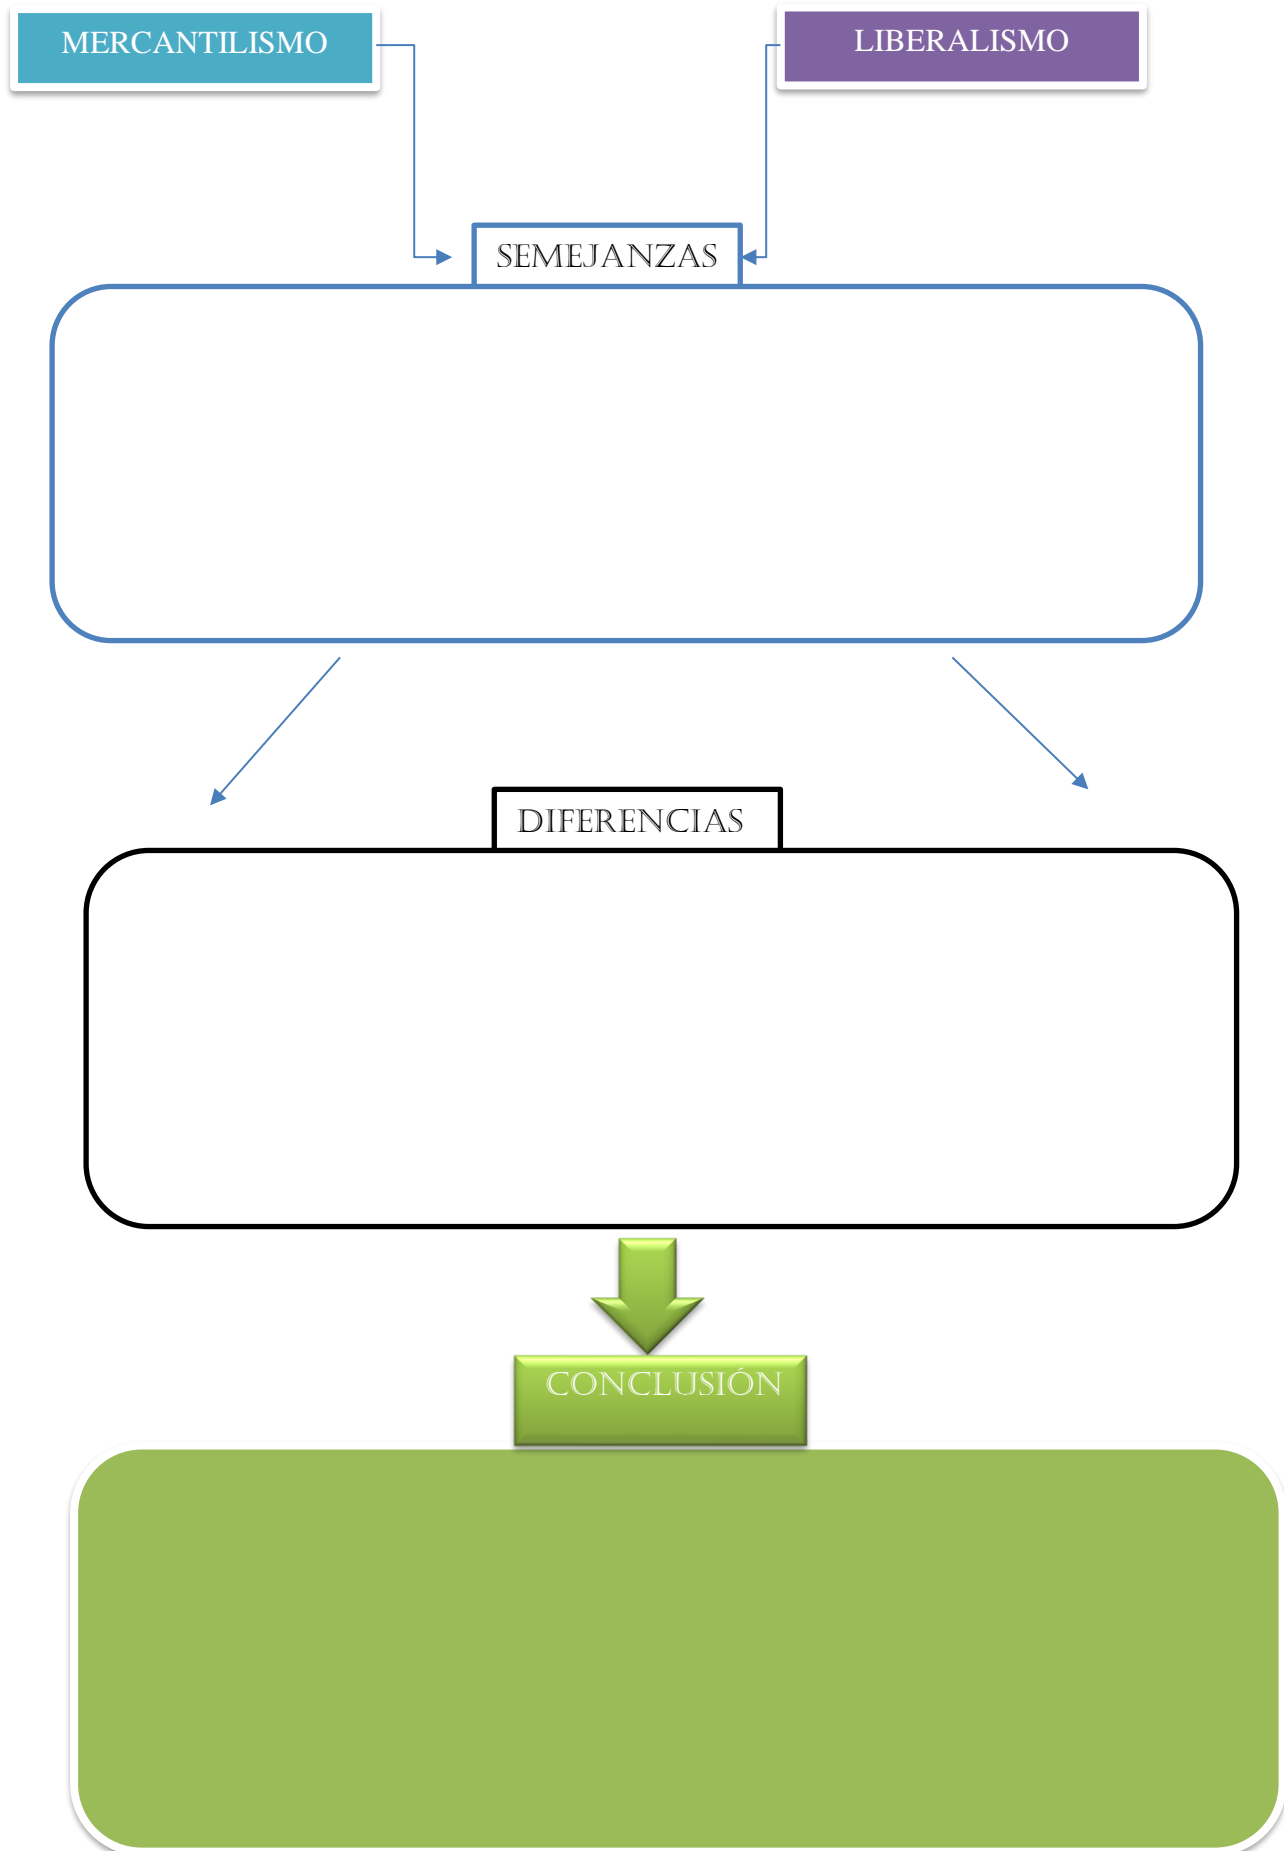 MERCANTILISMO
LIBERALISMO
SEMEJANZAS
DIFERENCIAS
CONCLUSIÓN